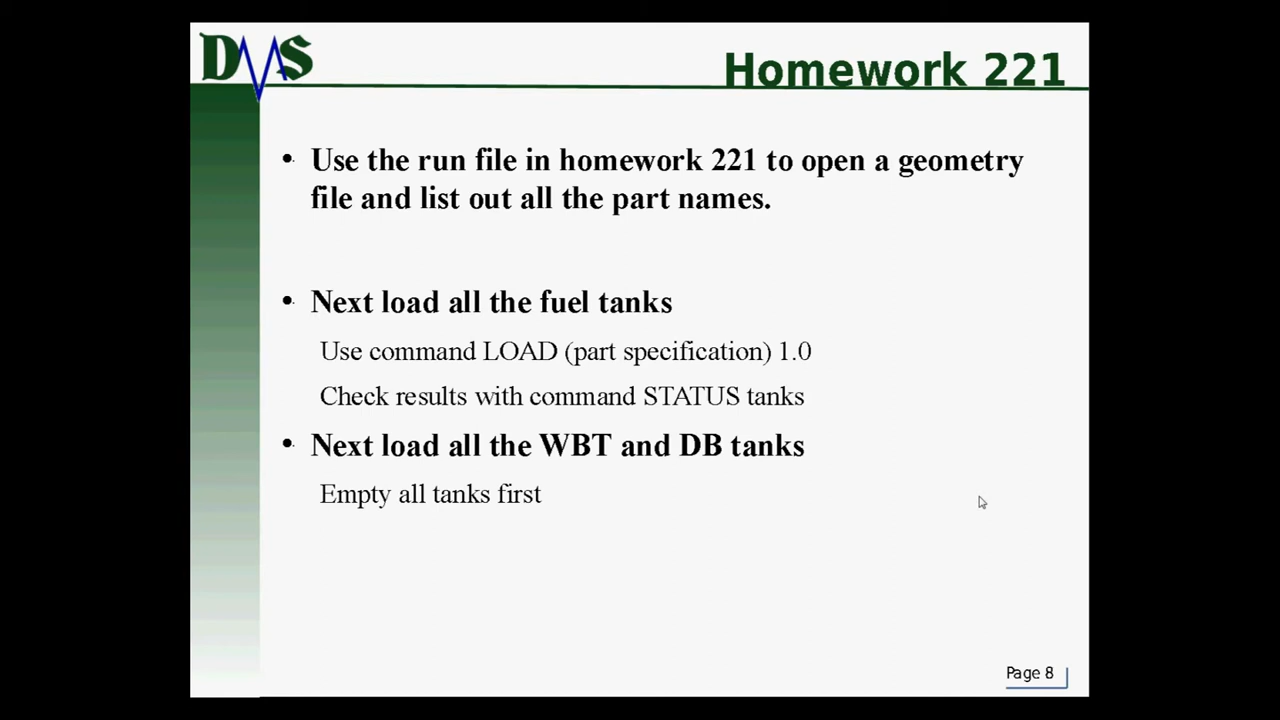 DMS
Homework 221
• Use the run file in homework 221 to open a geometry
file and list out all the part names.
• Next load all the fuel tanks
Use command LOAD (part specification) 1.0
Check results with command STATUS tanks
• Next load all the WBT and DB tanks
Empty all tanks first
Page 8